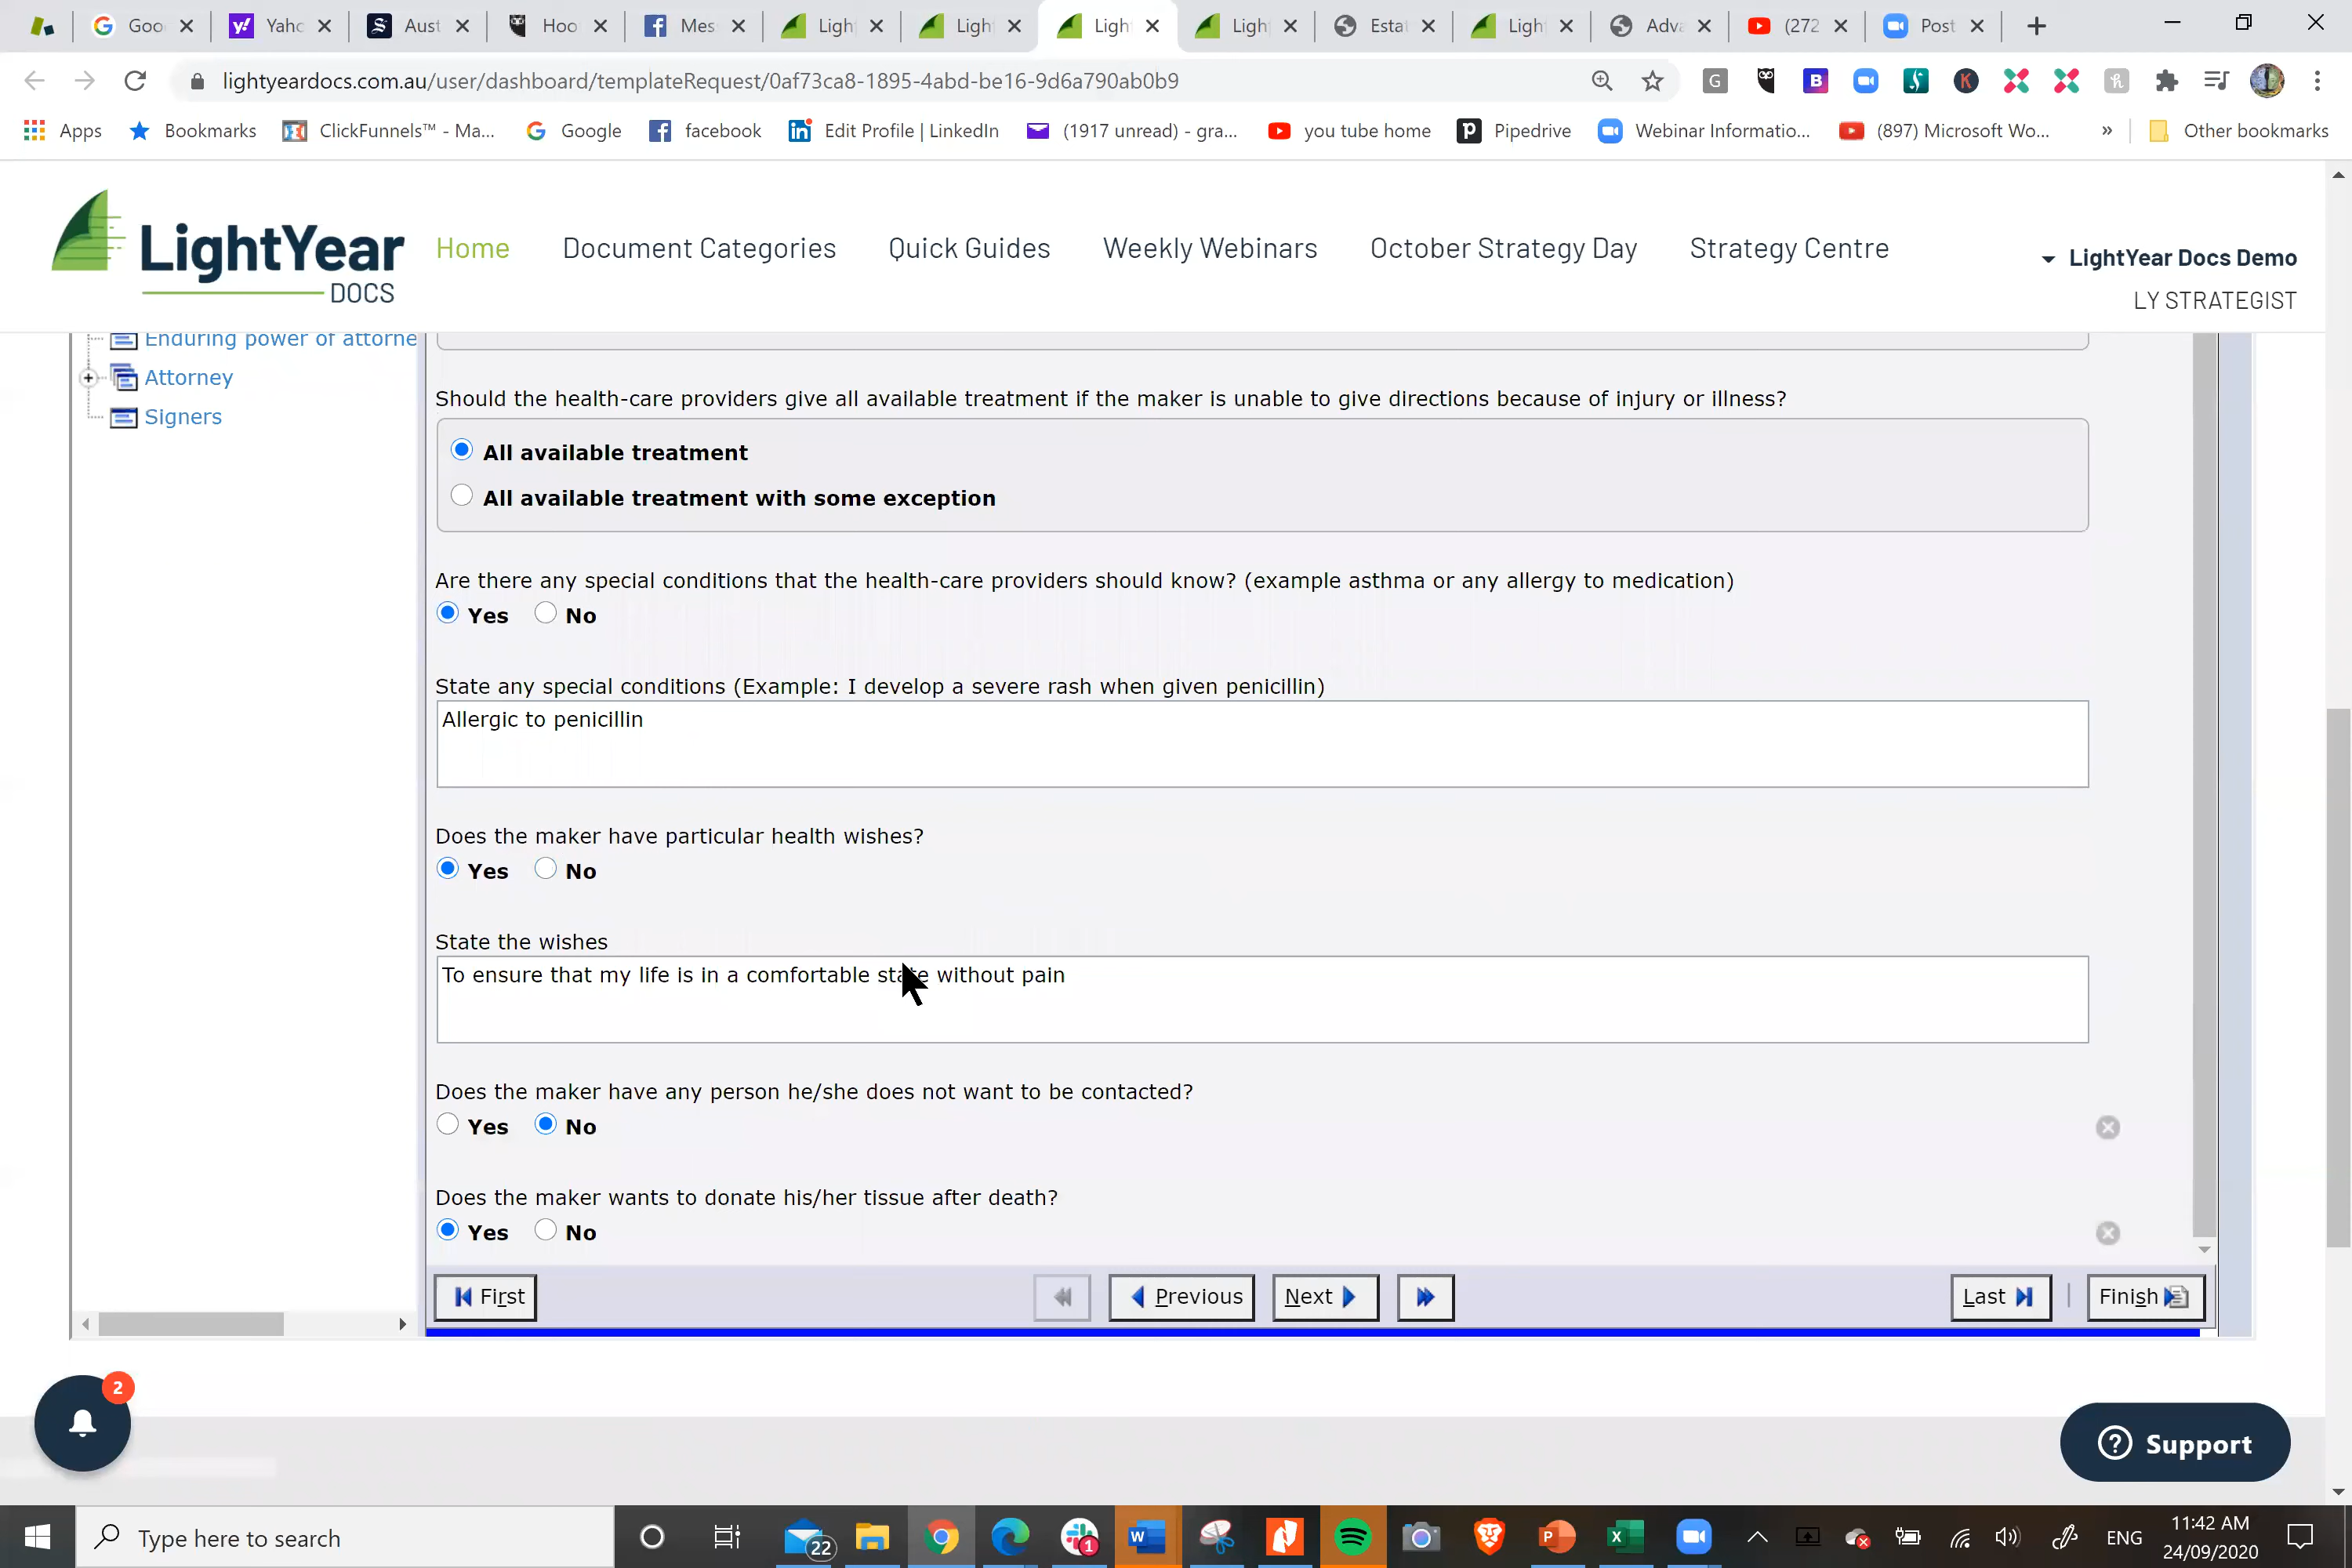 Goo
Yaho
Aust
Hoo
Mes
Ligh
Ligh
Ligh
Ligh
Esta
Ligh
Adva
(272
Post
lightyeardocs.com.au/user/dashboard/templateRequest/0af73ca8-1895-4abd-be16-9d6a790ab0b9
Apps
Bookmarks
ClickFunnels™ - Ma...
Google
facebook
Edit Profile | LinkedIn
(1917 unread) - gra...
you tube home
Pipedrive
Webinar Informatio...
(897) Microsoft Wo...
»
Other bookmarks
LightYear
DOCS
Home
Document Categories
Quick Guides
Weekly Webinars
October Strategy Day
Strategy Centre
LightYear Docs Demo
LY STRATEGIST
Enduring power of attorne
Attorney
Signers
Should the health-care providers give all available treatment if the maker is unable to give directions because of injury or illness?
All available treatment
All available treatment with some exception
Are there any special conditions that the health-care providers should know? (example asthma or any allergy to medication)
Yes No
State any special conditions (Example: I develop a severe rash when given penicillin)
Allergic to penicillin
Does the maker have particular health wishes?
Yes No
State the wishes
To ensure that my life is in a comfortable state without pain
Does the maker have any person he/she does not want to be contacted?
Yes No
Does the maker wants to donate his/her tissue after death?
Yes No
First
Previous
Next
Last
Finish
2
Support
Type here to search
22
1
ENG
11:42 AM
24/09/2020